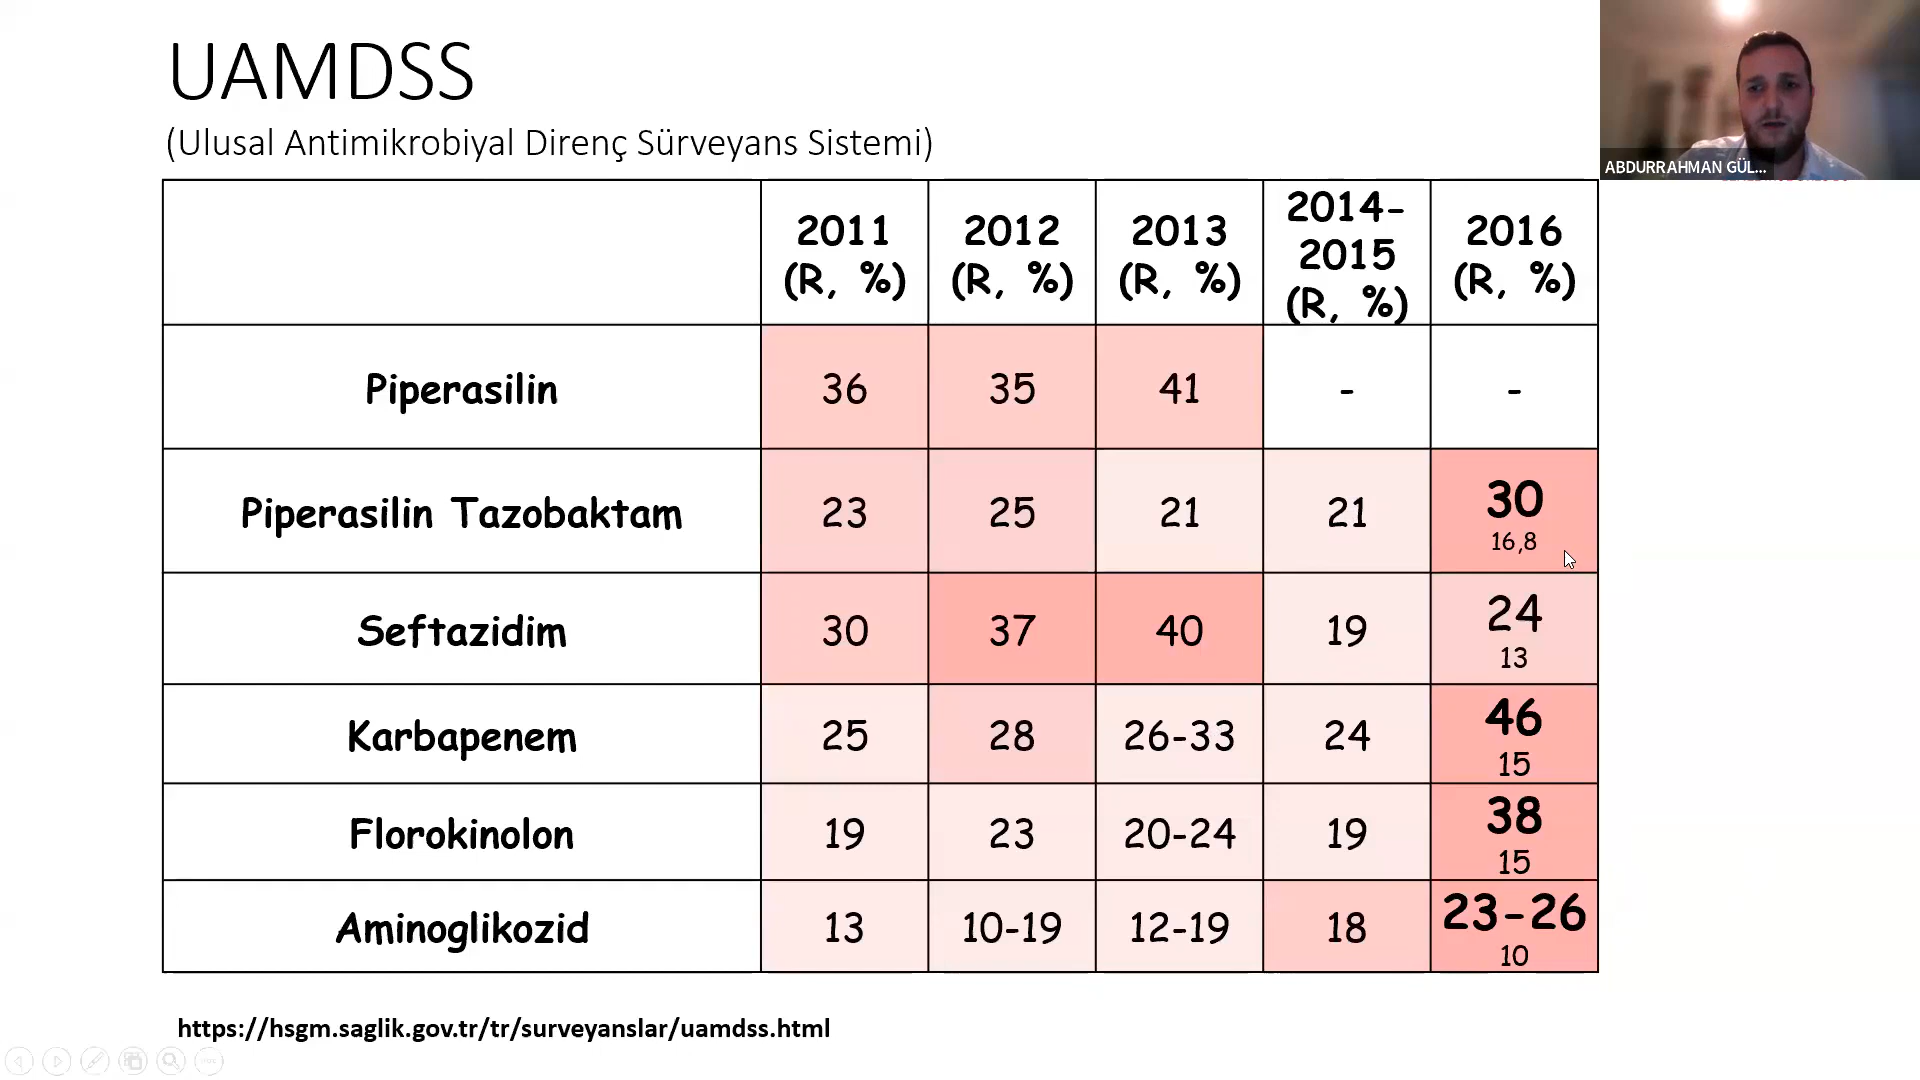 UAMDSS
(Ulusal Antimikrobiyal Direnç Sürveyans Sistemi)
ABDURRAHMAN GÜL...
2011 (R, %) 2012 (R, %) 2013 (R, %) 2014-2015 (R, %) 2016 (R, %)
Piperasilin 36 35 41 - -
Piperasilin Tazobaktam 23 25 21 21 30 16,8
Seftazidim 30 37 40 19 24 13
Karbapenem 25 28 26-33 24 46 15
Florokinolon 19 23 20-24 19 38 15
Aminoglikozid 13 10-19 12-19 18 23-26 10
https://hsgm.saglik.gov.tr/tr/surveyanslar/uamdss.html